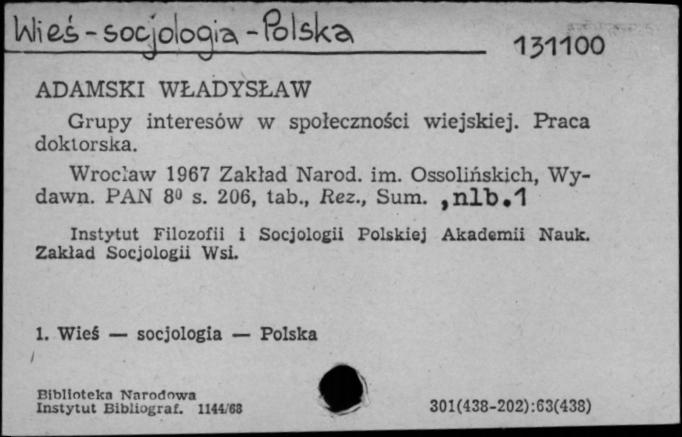 Wieś - socjologia - Polska
131100
ADAMSKI WŁADYSŁAW
Grupy interesów w społeczności wiejskiej. Praca
doktorska.
Wrocław 1967 Zakład Narod. im. Ossolińskich, Wy-
dawn. PAN 8⁰ s. 206, tab., Rez., Sum. ,nlb.1
Instytut Filozofii i Socjologii Polskiej Akademii Nauk.
Zakład Socjologii Wsi.
1. Wieś — socjologia — Polska
Biblioteka Narodowa
Instytut Bibliograf. 1144/68
301(438-202):63(438)